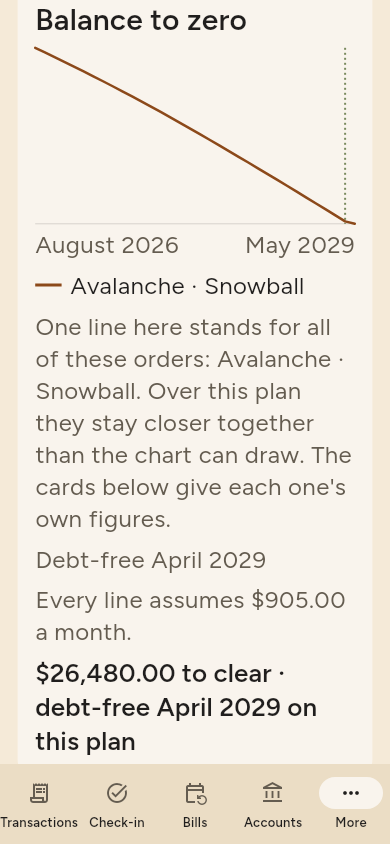 Balance to zero
August 2026 May 2029
Avalanche · Snowball
One line here stands for all
of these orders: Avalanche ·
Snowball. Over this plan
they stay closer together
than the chart can draw. The
cards below give each one's
own figures.
Debt-free April 2029
Every line assumes $905.00
a month.
$26,480.00 to clear ·
debt-free April 2029 on
this plan
Transactions Check-in Bills Accounts More